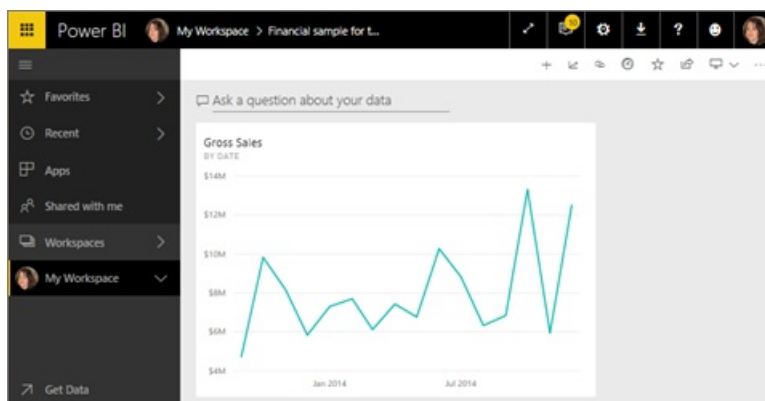 Power BI
My Workspace > Financial sample for t...
10
?
Favorites
Recent
Apps
Shared with me
Workspaces
My Workspace
Get Data
Ask a question about your data
Gross Sales
BY DATE
$14M
$12M
$10M
$8M
$6M
$4M
Jan 2014
Jul 2014